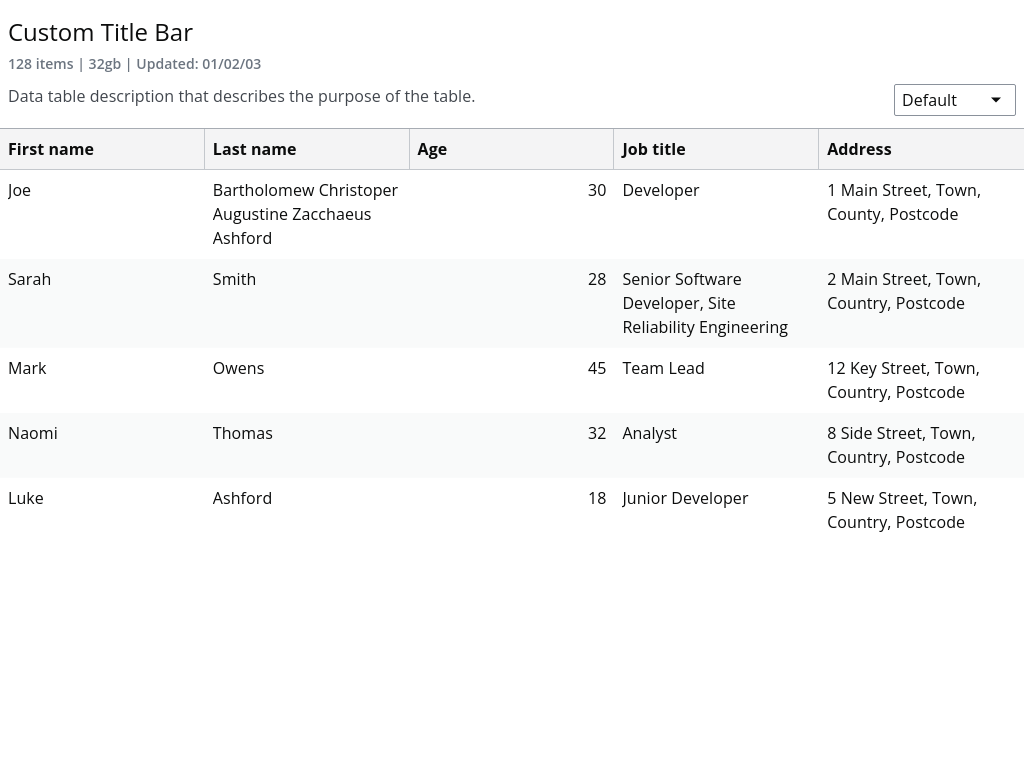 Custom Title Bar
128 items | 32gb | Updated: 01/02/03
Data table description that describes the purpose of the table.
Default
First name Last name Age Job title Address
Joe Bartholomew Christoper 30 Developer 1 Main Street, Town,
Augustine Zacchaeus County, Postcode
Ashford
Sarah Smith 28 Senior Software 2 Main Street, Town,
Developer, Site Country, Postcode
Reliability Engineering
Mark Owens 45 Team Lead 12 Key Street, Town,
Country, Postcode
Naomi Thomas 32 Analyst 8 Side Street, Town,
Country, Postcode
Luke Ashford 18 Junior Developer 5 New Street, Town,
Country, Postcode